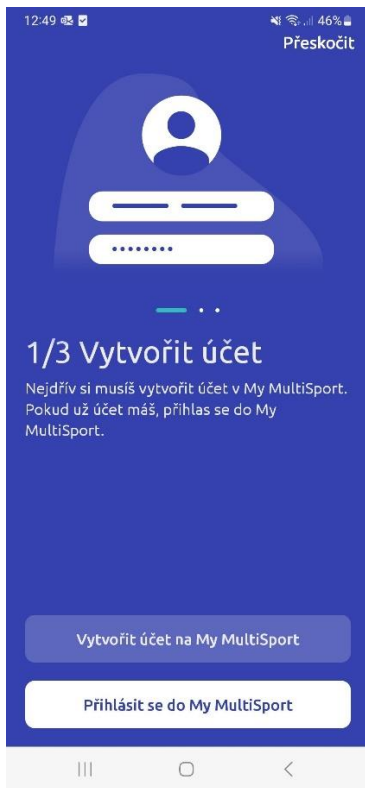 12:49
46%
Přeskočit
1/3 Vytvořit účet
Nejdřív si musíš vytvořit účet v My MultiSport.
Pokud už účet máš, přihlas se do My
MultiSport.
Vytvořit účet na My MultiSport
Přihlásit se do My MultiSport